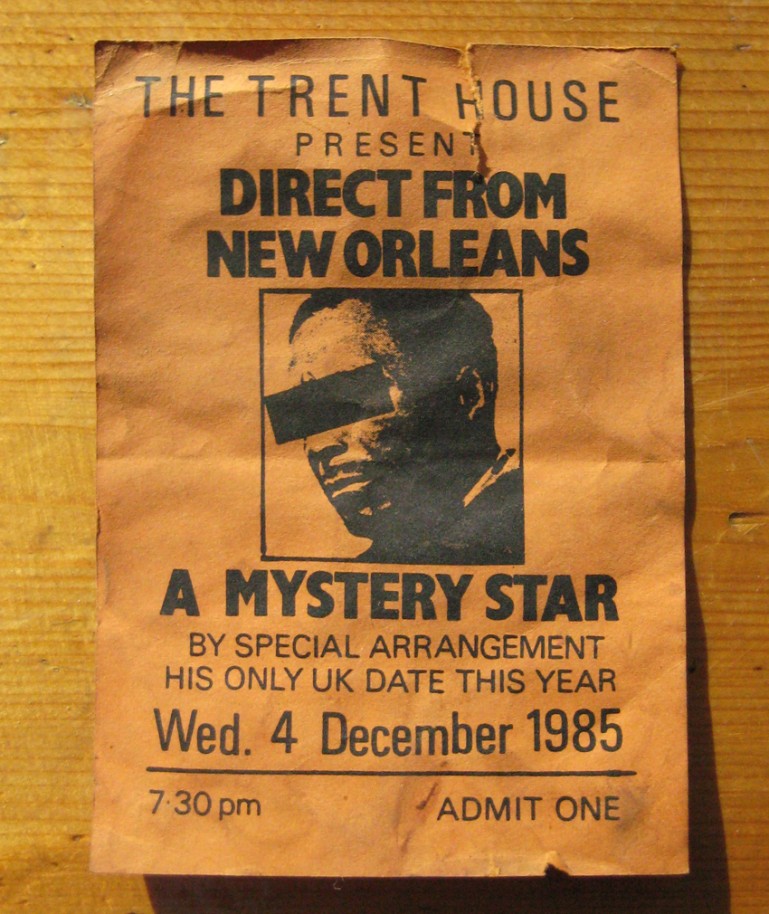 THE TRENT HOUSE
PRESENT
DIRECT FROM
NEW ORLEANS
A MYSTERY STAR
BY SPECIAL ARRANGEMENT
HIS ONLY UK DATE THIS YEAR
Wed. 4 December 1985
7·30 pm ADMIT ONE